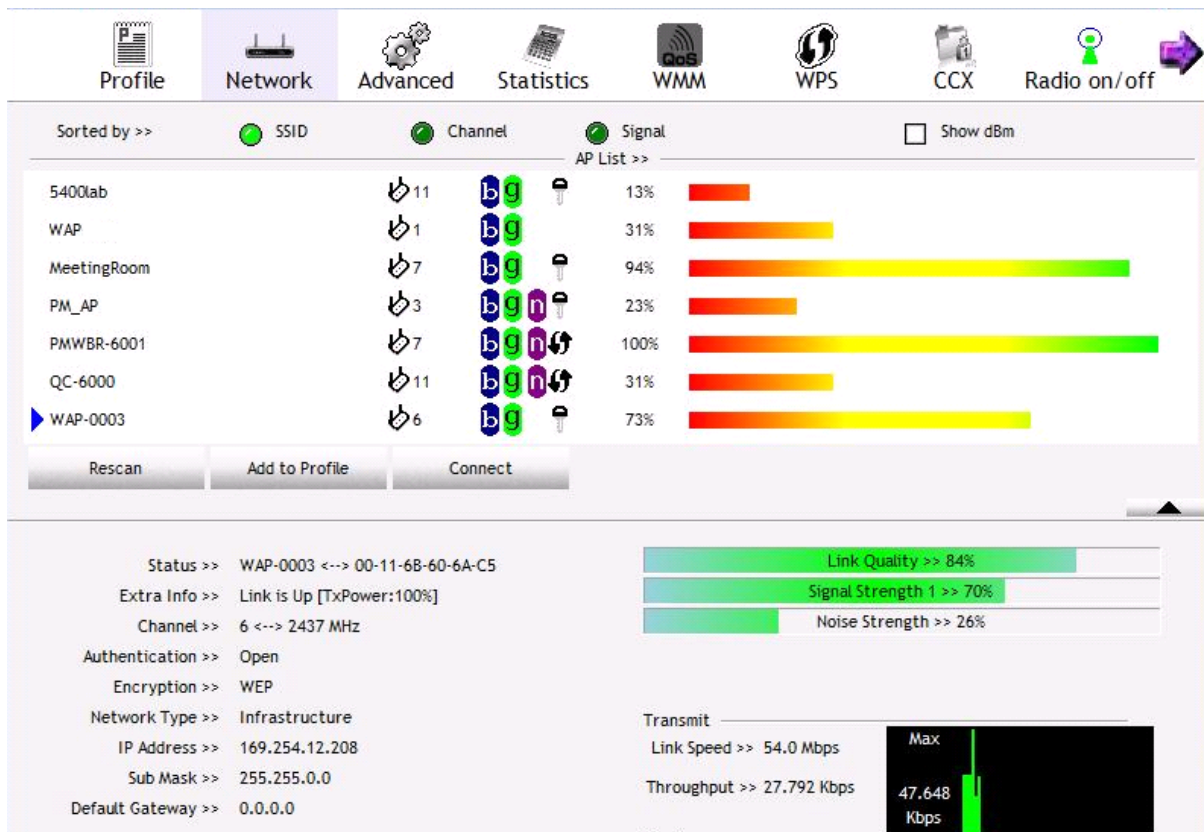 Profile Network Advanced Statistics QoS WMM WPS CCX Radio on/off
Sorted by >> SSID Channel Signal Show dBm
AP List >>
5400lab 11 b g 13%
WAP 1 b g 31%
MeetingRoom 7 b g 94%
PM_AP 3 b g n 23%
PMWBR-6001 7 b g n 100%
QC-6000 11 b g n 31%
WAP-0003 6 b g 73%
Rescan Add to Profile Connect
Status >> WAP-0003 <--> 00-11-6B-60-6A-C5
Extra Info >> Link is Up [TxPower:100%]
Channel >> 6 <--> 2437 MHz
Authentication >> Open
Encryption >> WEP
Network Type >> Infrastructure
IP Address >> 169.254.12.208
Sub Mask >> 255.255.0.0
Default Gateway >> 0.0.0.0
Link Quality >> 84%
Signal Strength 1 >> 70%
Noise Strength >> 26%
Transmit
Link Speed >> 54.0 Mbps
Throughput >> 27.792 Kbps
Max
47.648
Kbps